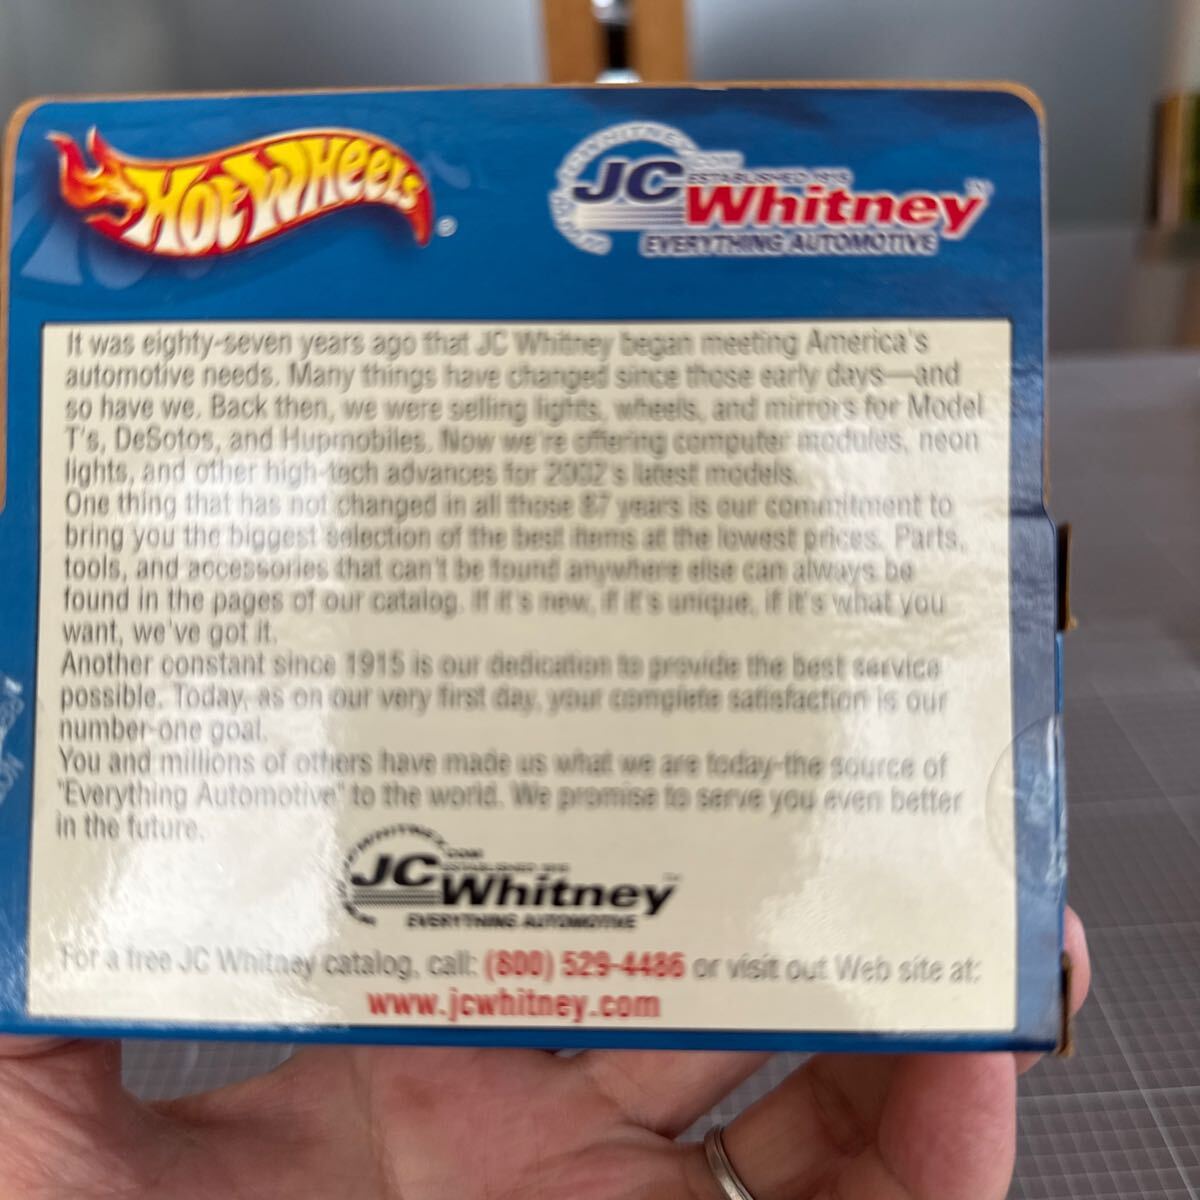 HOT WHEELS ®
JC Whitney™
ESTABLISHED 1915
EVERYTHING AUTOMOTIVE
It was eighty-seven years ago that JC Whitney began meeting America's
automotive needs. Many things have changed since those early days—and
so have we. Back then, we were selling lights, wheels, and mirrors for Model
T's, DeSotos, and Hupmobiles. Now we're offering computer modules, neon
lights, and other high-tech advances for 2002's latest models.
One thing that has not changed in all those 87 years is our commitment to
bring you the biggest selection of the best items at the lowest prices. Parts,
tools, and accessories that can't be found anywhere else can always be
found in the pages of our catalog. If it's new, if it's unique, if it's what you
want, we've got it.
Another constant since 1915 is our dedication to provide the best service
possible. Today, as on our very first day, your complete satisfaction is our
number-one goal.
You and millions of others have made us what we are today-the source of
"Everything Automotive" to the world. We promise to serve you even better
in the future.
JCWHITNEY.COM
ESTABLISHED 1915
JC Whitney™
EVERYTHING AUTOMOTIVE
For a free JC Whitney catalog, call: (800) 529-4486 or visit out Web site at:
www.jcwhitney.com